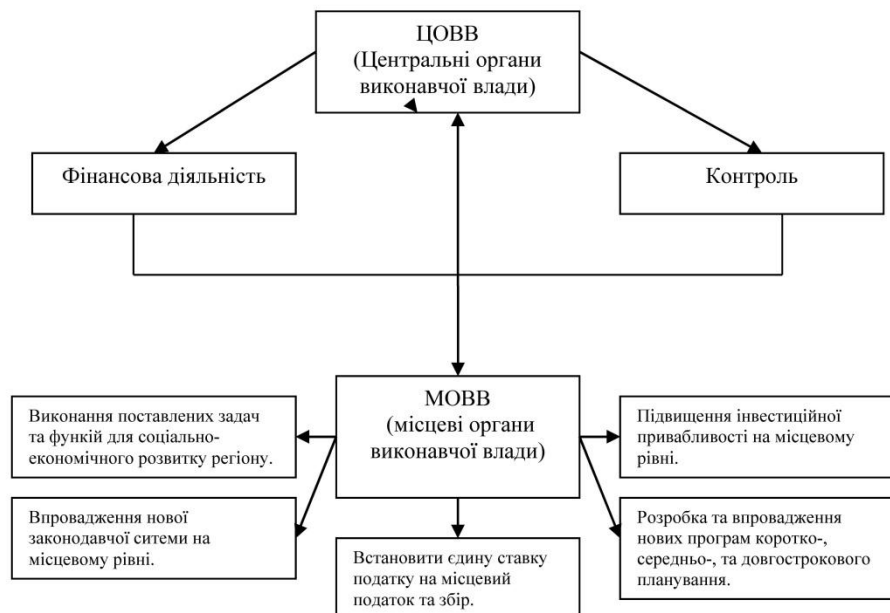 ЦОВВ
(Центральні органи
виконавчої влади)
Фінансова діяльність
Контроль
МОВВ
(місцеві органи
виконавчої влади)
Виконання поставлених задач
та функцій для соціально-
економічного розвитку регіону.
Підвищення інвестиційної
привабливості на місцевому
рівні.
Впровадження нової
законодавчої ситеми на
місцевому рівні.
Встановити єдину ставку
податку на місцевий
податок та збір.
Розробка та впровадження
нових програм коротко-,
середньо-, та довгострокового
планування.